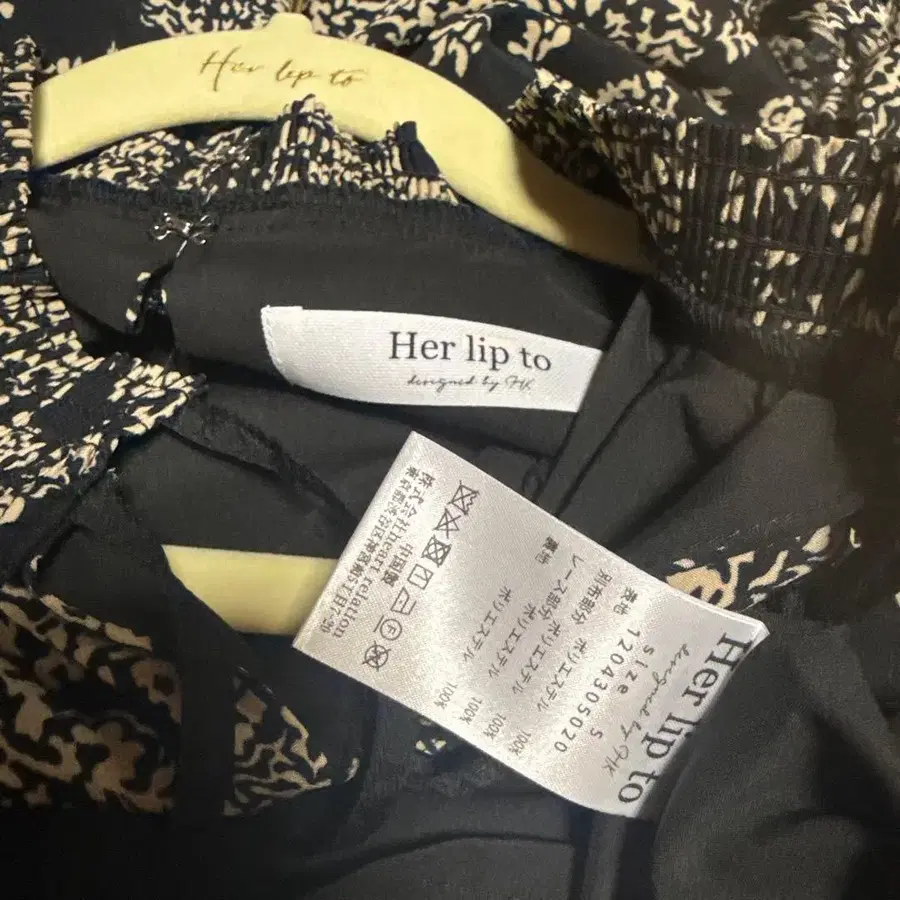 Her lip to
Her lip to
designed by HK
Her lip to
designed by HK
size S
1204305020
表地 ポリエステル 100%
別布部分 ポリエステル 100%
レース部分 ポリエステル 100%
裏地 ポリエステル 100%
中国製
株式会社heart relation